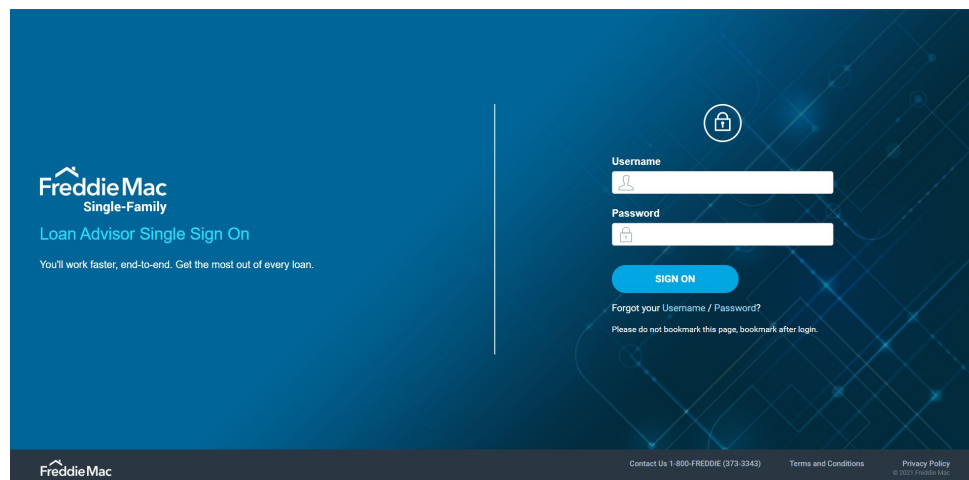 FreddieMac
Single-Family
Loan Advisor Single Sign On
You'll work faster, end-to-end. Get the most out of every loan.
Username
Password
SIGN ON
Forgot your Username / Password?
Please do not bookmark this page, bookmark after login.
FreddieMac
Contact Us 1-800-FREDDIE (373-3343) Terms and Conditions Privacy Policy
© 2021 Freddie Mac